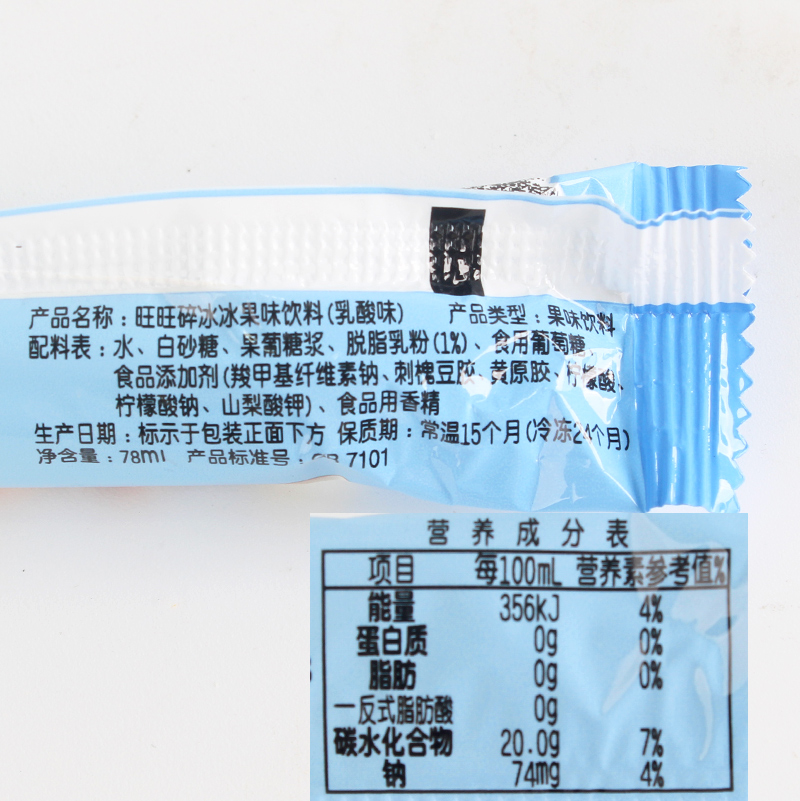 产品名称：旺旺碎冰冰果味饮料(乳酸味) 产品类型：果味饮料
配料表：水、白砂糖、果葡糖浆、脱脂乳粉(1%)、食用葡萄糖
食品添加剂(羧甲基纤维素钠、刺槐豆胶、黄原胶、柠檬酸、
柠檬酸钠、山梨酸钾)、食品用香精
生产日期：标示于包装正面下方 保质期：常温15个月(冷冻24个月)
净含量：78ml 产品标准号：GB 7101
营养成分表
项目 每100mL 营养素参考值%
能量 356kJ 4%
蛋白质 0g 0%
脂肪 0g 0%
一反式脂肪酸 0g
碳水化合物 20.0g 7%
钠 74mg 4%